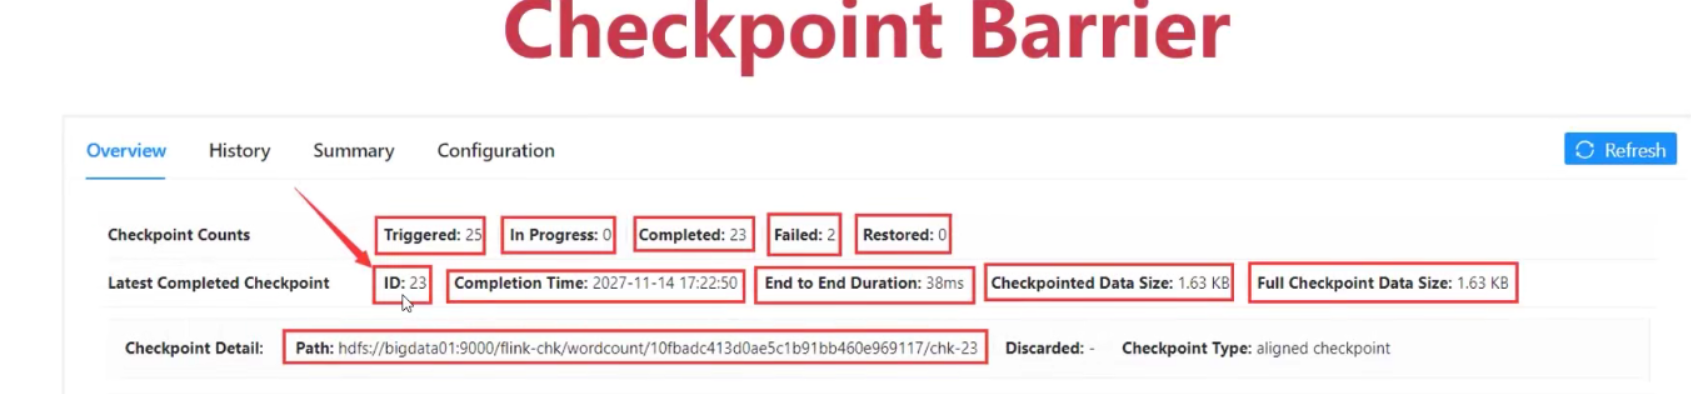 Checkpoint Barrier
Overview History Summary Configuration Refresh
Checkpoint Counts Triggered: 25 In Progress: 0 Completed: 23 Failed: 2 Restored: 0
Latest Completed Checkpoint ID: 23 Completion Time: 2027-11-14 17:22:50 End to End Duration: 38ms Checkpointed Data Size: 1.63 KB Full Checkpoint Data Size: 1.63 KB
Checkpoint Detail: Path: hdfs://bigdata01:9000/flink-chk/wordcount/10fbadc413d0ae5c1b91bb460e969117/chk-23 Discarded: - Checkpoint Type: aligned checkpoint